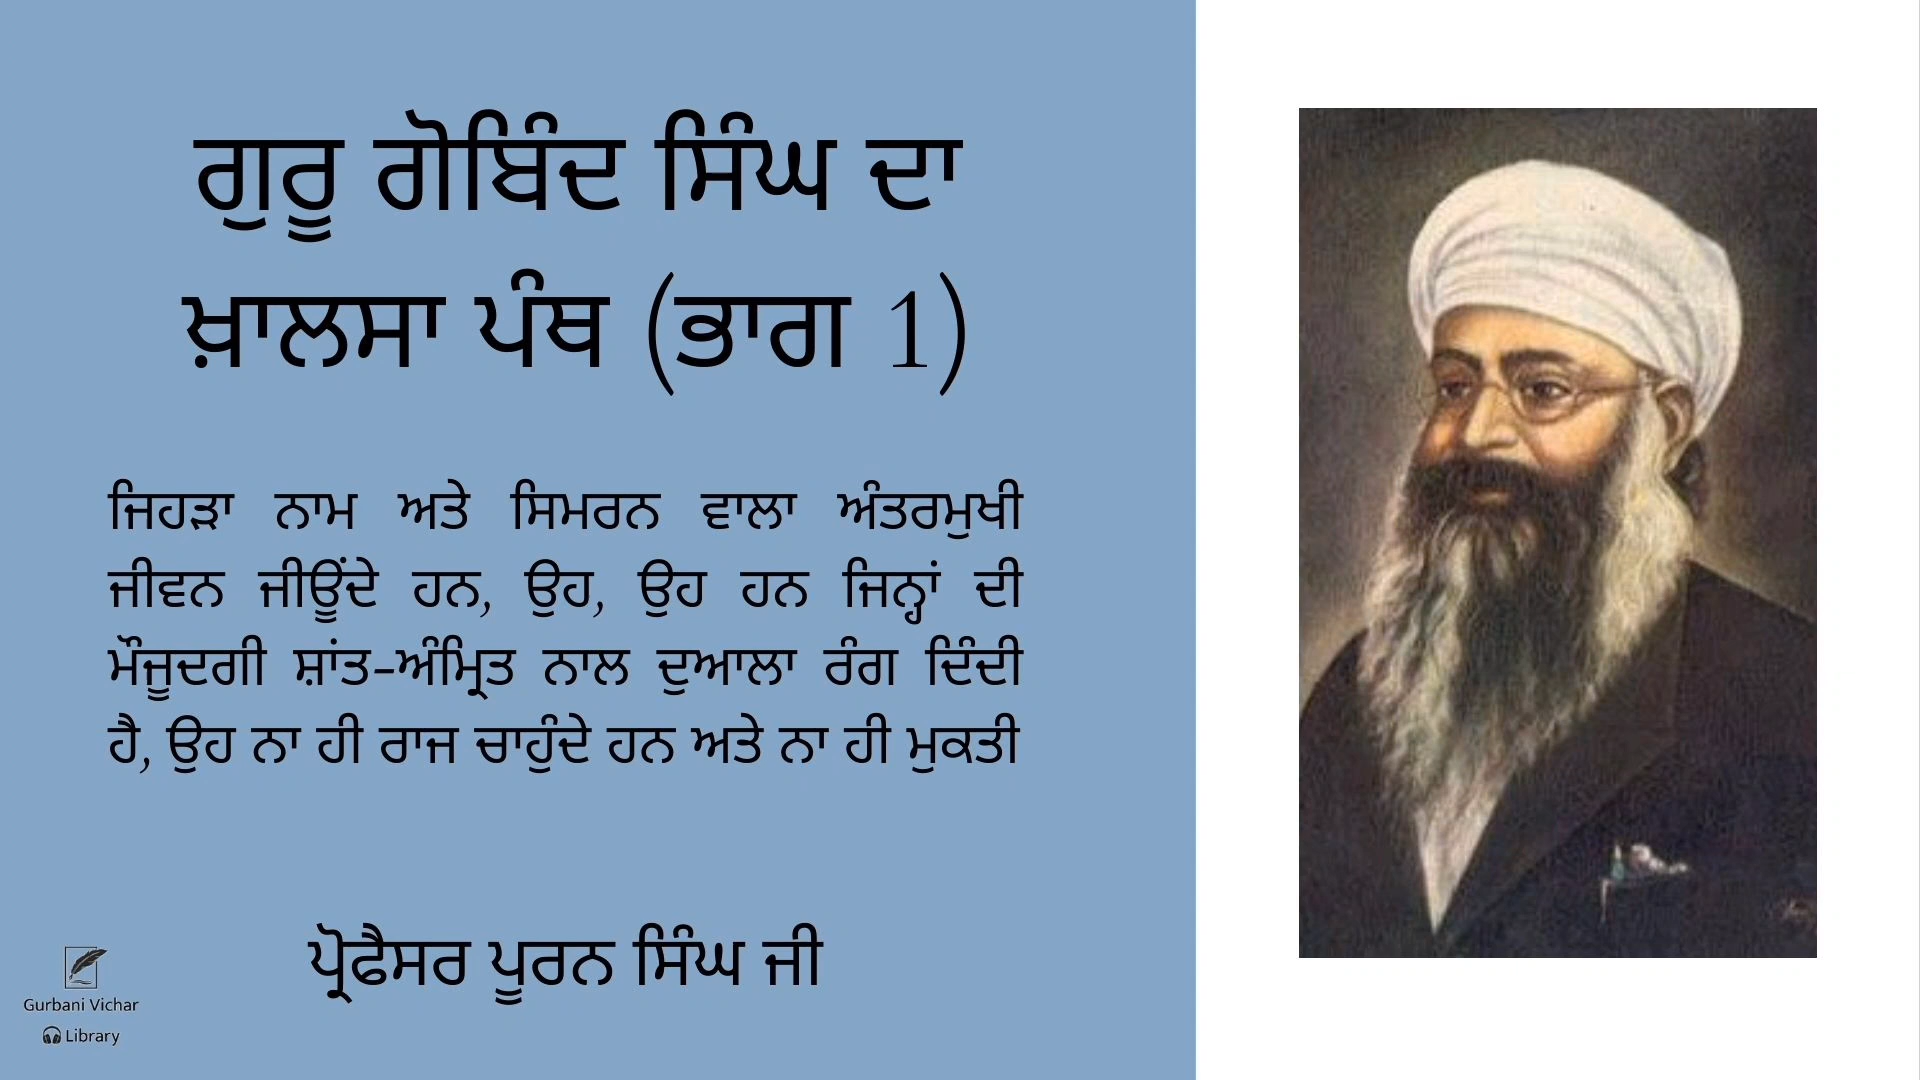 ਗੁਰੂ ਗੋਬਿੰਦ ਸਿੰਘ ਦਾ
ਖ਼ਾਲਸਾ ਪੰਥ (ਭਾਗ 1)
ਜਿਹੜਾ ਨਾਮ ਅਤੇ ਸਿਮਰਨ ਵਾਲਾ ਅੰਤਰਮੁਖੀ
ਜੀਵਨ ਜੀਊਂਦੇ ਹਨ, ਉਹ, ਉਹ ਹਨ ਜਿਨ੍ਹਾਂ ਦੀ
ਮੌਜੂਦਗੀ ਸ਼ਾਂਤ-ਅੰਮ੍ਰਿਤ ਨਾਲ ਦੁਆਲਾ ਰੰਗ ਦਿੰਦੀ
ਹੈ, ਉਹ ਨਾ ਹੀ ਰਾਜ ਚਾਹੁੰਦੇ ਹਨ ਅਤੇ ਨਾ ਹੀ ਮੁਕਤੀ
ਪ੍ਰੋਫੈਸਰ ਪੂਰਨ ਸਿੰਘ ਜੀ
Gurbani Vichar
Library